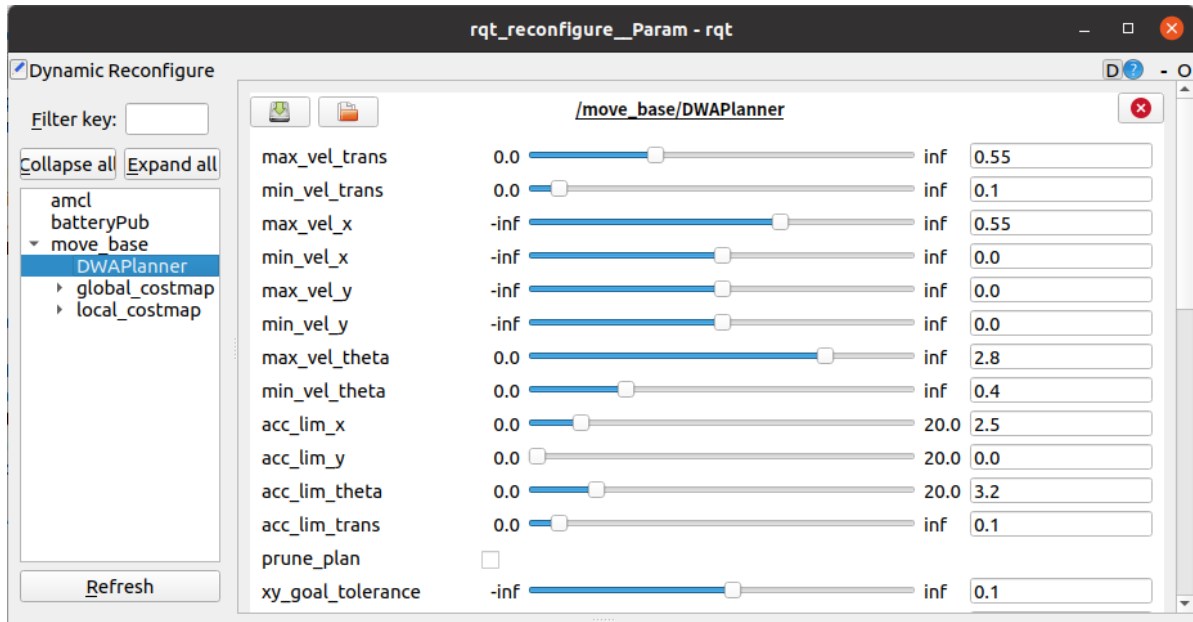 rqt_reconfigure__Param - rqt
Dynamic Reconfigure
D ? - O
Filter key:
Collapse all Expand all
amcl
batteryPub
move_base
DWAPlanner
global_costmap
local_costmap
Refresh
/move_base/DWAPlanner
max_vel_trans 0.0 inf 0.55
min_vel_trans 0.0 inf 0.1
max_vel_x -inf inf 0.55
min_vel_x -inf inf 0.0
max_vel_y -inf inf 0.0
min_vel_y -inf inf 0.0
max_vel_theta 0.0 inf 2.8
min_vel_theta 0.0 inf 0.4
acc_lim_x 0.0 20.0 2.5
acc_lim_y 0.0 20.0 0.0
acc_lim_theta 0.0 20.0 3.2
acc_lim_trans 0.0 inf 0.1
prune_plan
xy_goal_tolerance -inf inf 0.1